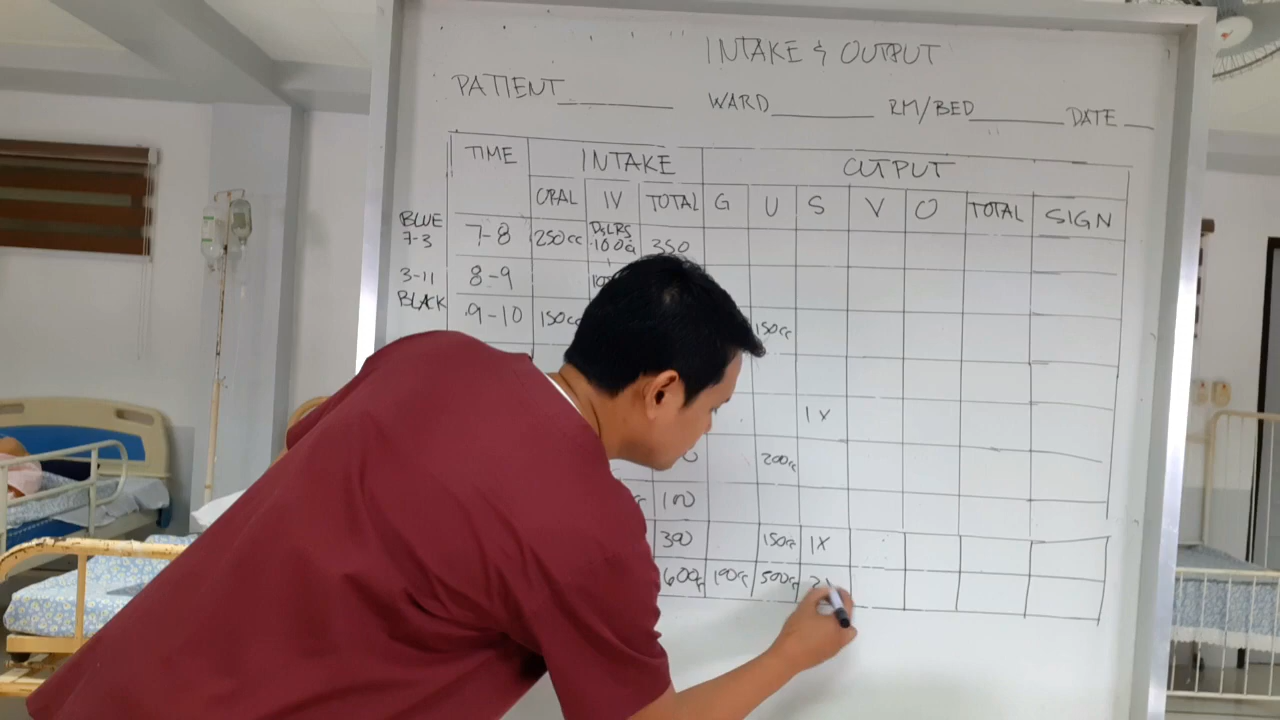 INTAKE & OUTPUT
PATIENT WARD RM/BED DATE
TIME INTAKE OUTPUT
ORAL IV TOTAL G U S V O TOTAL SIGN
BLUE
7-3
7-8 250cc D5LRS 100cc 350
3-11
BLACK
8-9
9-10 150cc 150cc
1x
200cc
100
300 150cc 1x
190cc 500cc